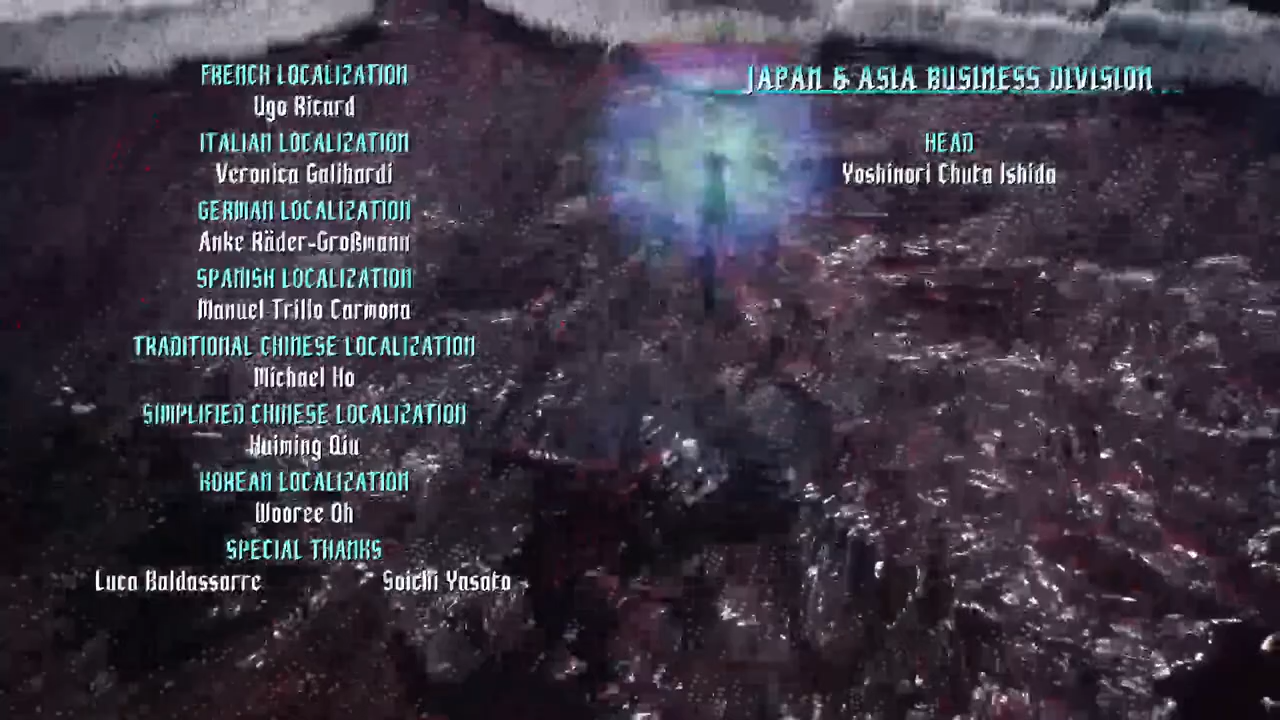 FRENCH LOCALIZATION
Ugo Ricard
ITALIAN LOCALIZATION
Veronica Galihardi
GERMAN LOCALIZATION
Anke Räder-Großmann
SPANISH LOCALIZATION
Manuel Trillo Carmona
TRADITIONAL CHINESE LOCALIZATION
Michael Ho
SIMPLIFIED CHINESE LOCALIZATION
Huiming Qiu
KOREAN LOCALIZATION
Wooree Oh
SPECIAL THANKS
Luca Baldassarre Soichi Yasato
JAPAN & ASIA BUSINESS DIVISION
HEAD
Yoshinori Chuta Ishida